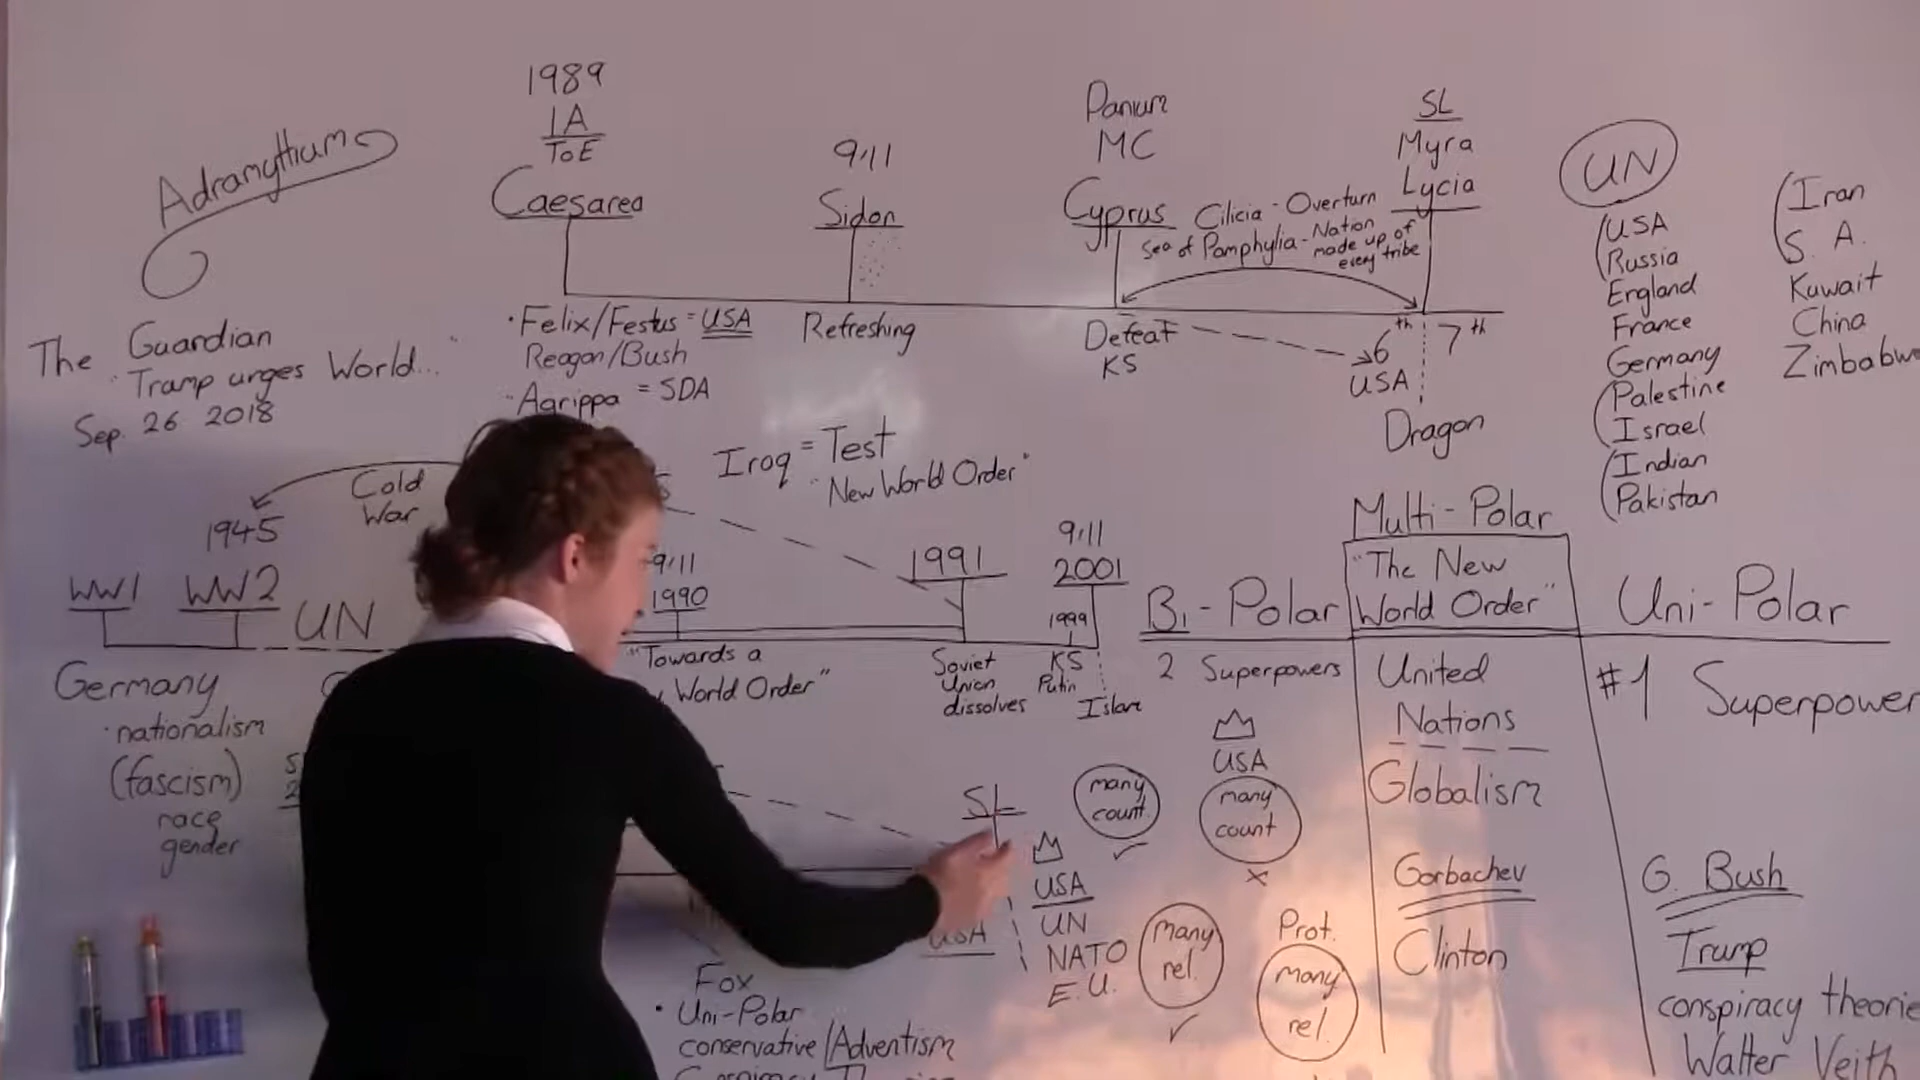 Adramyttium
The Guardian
"Tramp urges World..."
Sep. 26 2018
1989
1A
ToE
Caesarea
• Felix/Festus = USA
Reagan/Bush
• Agrippa = SDA
9/11
Sidon
Refreshing
Panium
MC
Cyprus
Defeat
KS
Cilicia - Overturn
Sea of Pamphylia - Nation
made up of
every tribe
SL
Myra
Lycia
6th
USA
7th
Dragon
UN
USA
Russia
England
France
Germany
Palestine
Israel
Indian
Pakistan
Iran
S. A.
Kuwait
China
Zimbabwe
Iraq = Test
"New World Order"
Cold
War
1945
WW1
WW2
UN
Germany
• nationalism
(fascism)
race
gender
9/11
1990
"Towards a
World Order"
1991
Soviet
Union
dissolves
9/11
2001
1999
KS
Putin
Islam
Bi-Polar
2 Superpowers
Multi-Polar
"The New
World Order"
United
Nations
Globalism
Gorbachev
Clinton
Uni-Polar
#1 Superpower
G. Bush
Trump
conspiracy theorie
Walter Veith
SL
USA
UN
NATO
E.U.
many
count.
✓
USA
many
count
x
many
rel.
✓
Prot.
many
rel.
USA
Fox
• Uni-Polar
conservative/Adventism